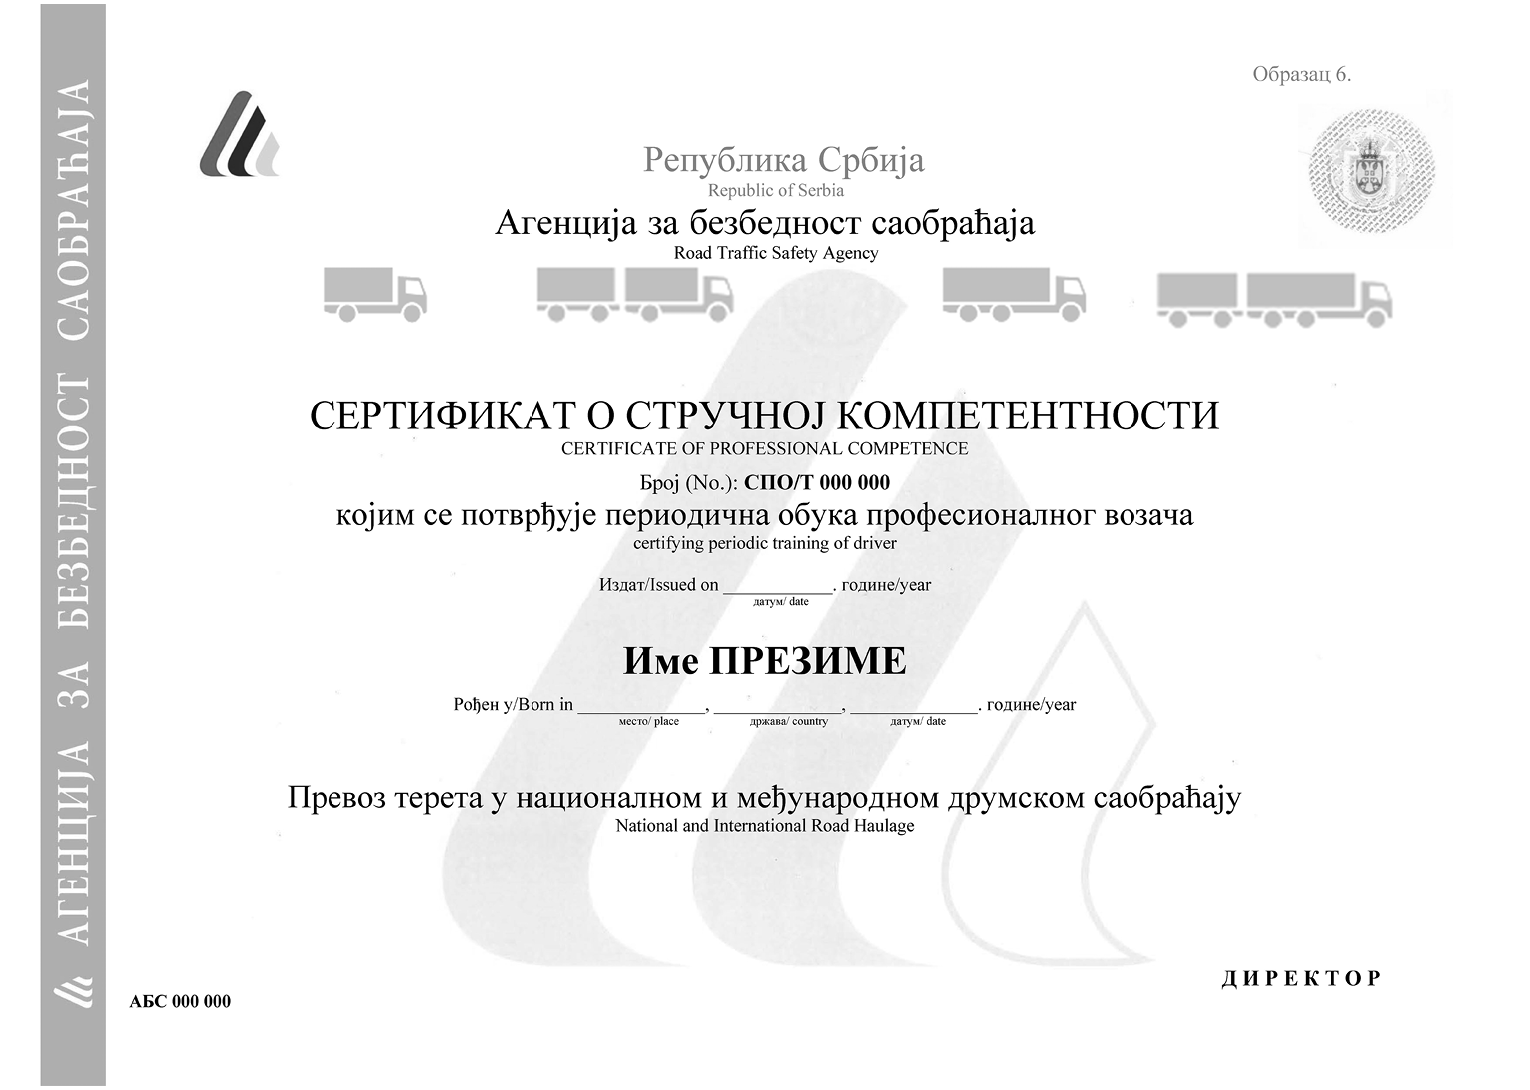 Образац 6.
Република Србија
Republic of Serbia
Агенција за безбедност саобраћаја
Road Traffic Safety Agency
СЕРТИФИКАТ О СТРУЧНОЈ КОМПЕТЕНТНОСТИ
CERTIFICATE OF PROFESSIONAL COMPETENCE
Број (No.): СПО/Т 000 000
којим се потврђује периодична обука професионалног возача
certifying periodic training of driver
Издат/Issued on ____________. године/year
датум/ date
Име ПРЕЗИМЕ
Рођен у/Born in ______________, ______________, ______________. године/year
место/ place држава/ country датум/ date
Превоз терета у националном и међународном друмском саобраћају
National and International Road Haulage
ДИРЕКТОР
АБС 000 000
АГЕНЦИЈА ЗА БЕЗБЕДНОСТ САОБРАЋАЈА